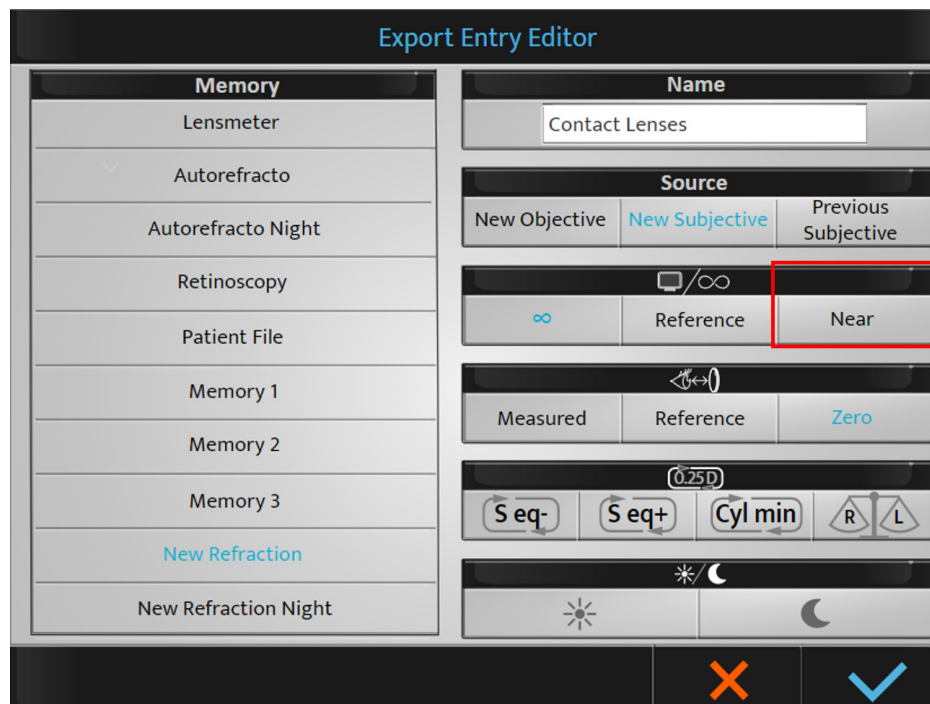 Export Entry Editor
Memory
Lensmeter
Autorefracto
Autorefracto Night
Retinoscopy
Patient File
Memory 1
Memory 2
Memory 3
New Refraction
New Refraction Night
Name
Contact Lenses
Source
New Objective
New Subjective
Previous
Subjective
/∞
∞
Reference
Near
Measured
Reference
Zero
0.25D
S eq-
S eq+
Cyl min
R
L